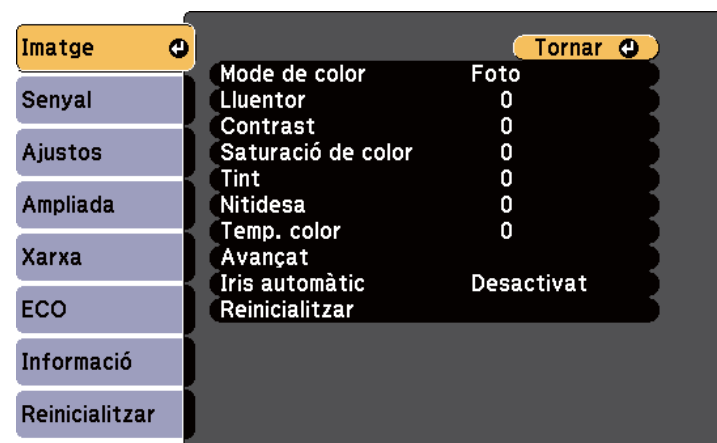 Imatge
Senyal
Ajustos
Ampliada
Xarxa
ECO
Informació
Reinicialitzar
Tornar
Mode de color Foto
Lluentor 0
Contrast 0
Saturació de color 0
Tint 0
Nitidesa 0
Temp. color 0
Avançat
Iris automàtic Desactivat
Reinicialitzar